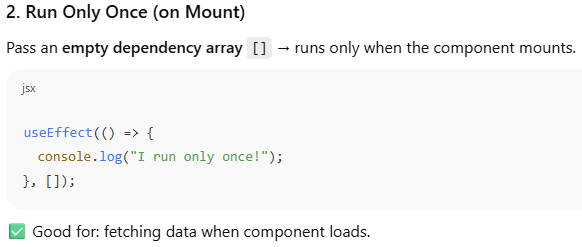 2. Run Only Once (on Mount)
Pass an empty dependency array [] → runs only when the component mounts.
jsx
useEffect(() => {
  console.log("I run only once!");
}, []);
✅ Good for: fetching data when component loads.